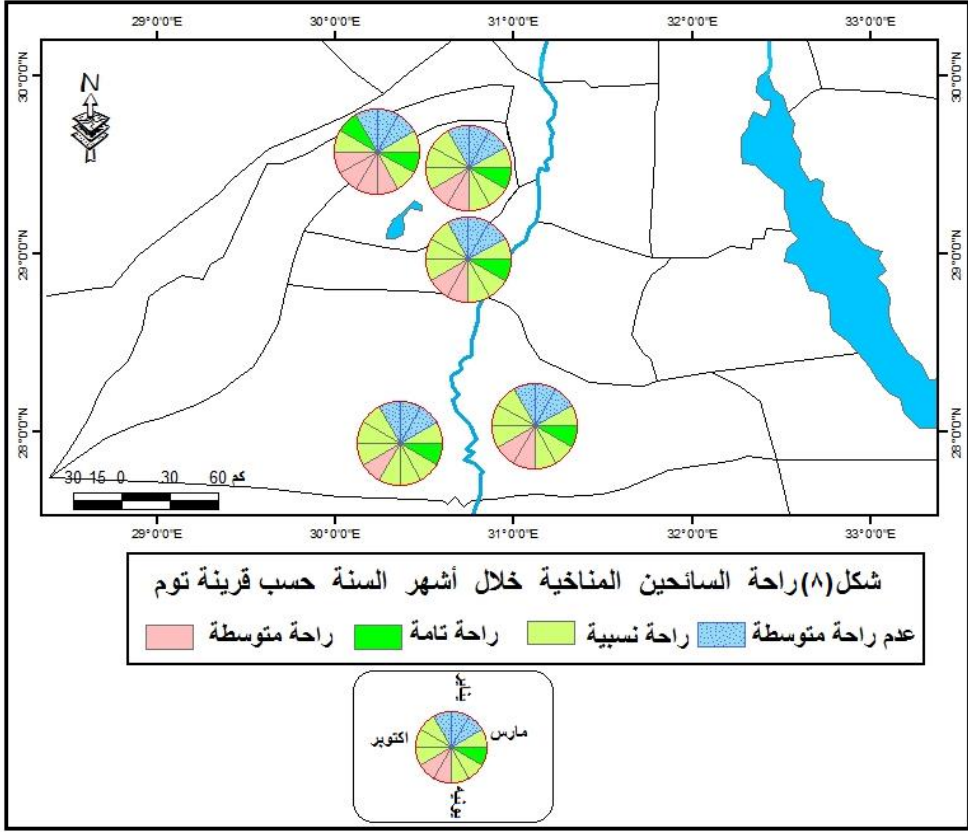 29°0'0"E 30°0'0"E 31°0'0"E 32°0'0"E 33°0'0"E
30°0'0"N 30°0'0"N
N
29°0'0"N 29°0'0"N
28°0'0"N 28°0'0"N
30 15 0 30 60 كم
29°0'0"E 30°0'0"E 31°0'0"E 32°0'0"E 33°0'0"E
شكل(٨)راحة السائحين المناخية خلال أشهر السنة حسب قرينة توم
عدم راحة متوسطة راحة نسبية راحة تامة راحة متوسطة
يناير
مارس اكتوبر
يونيه